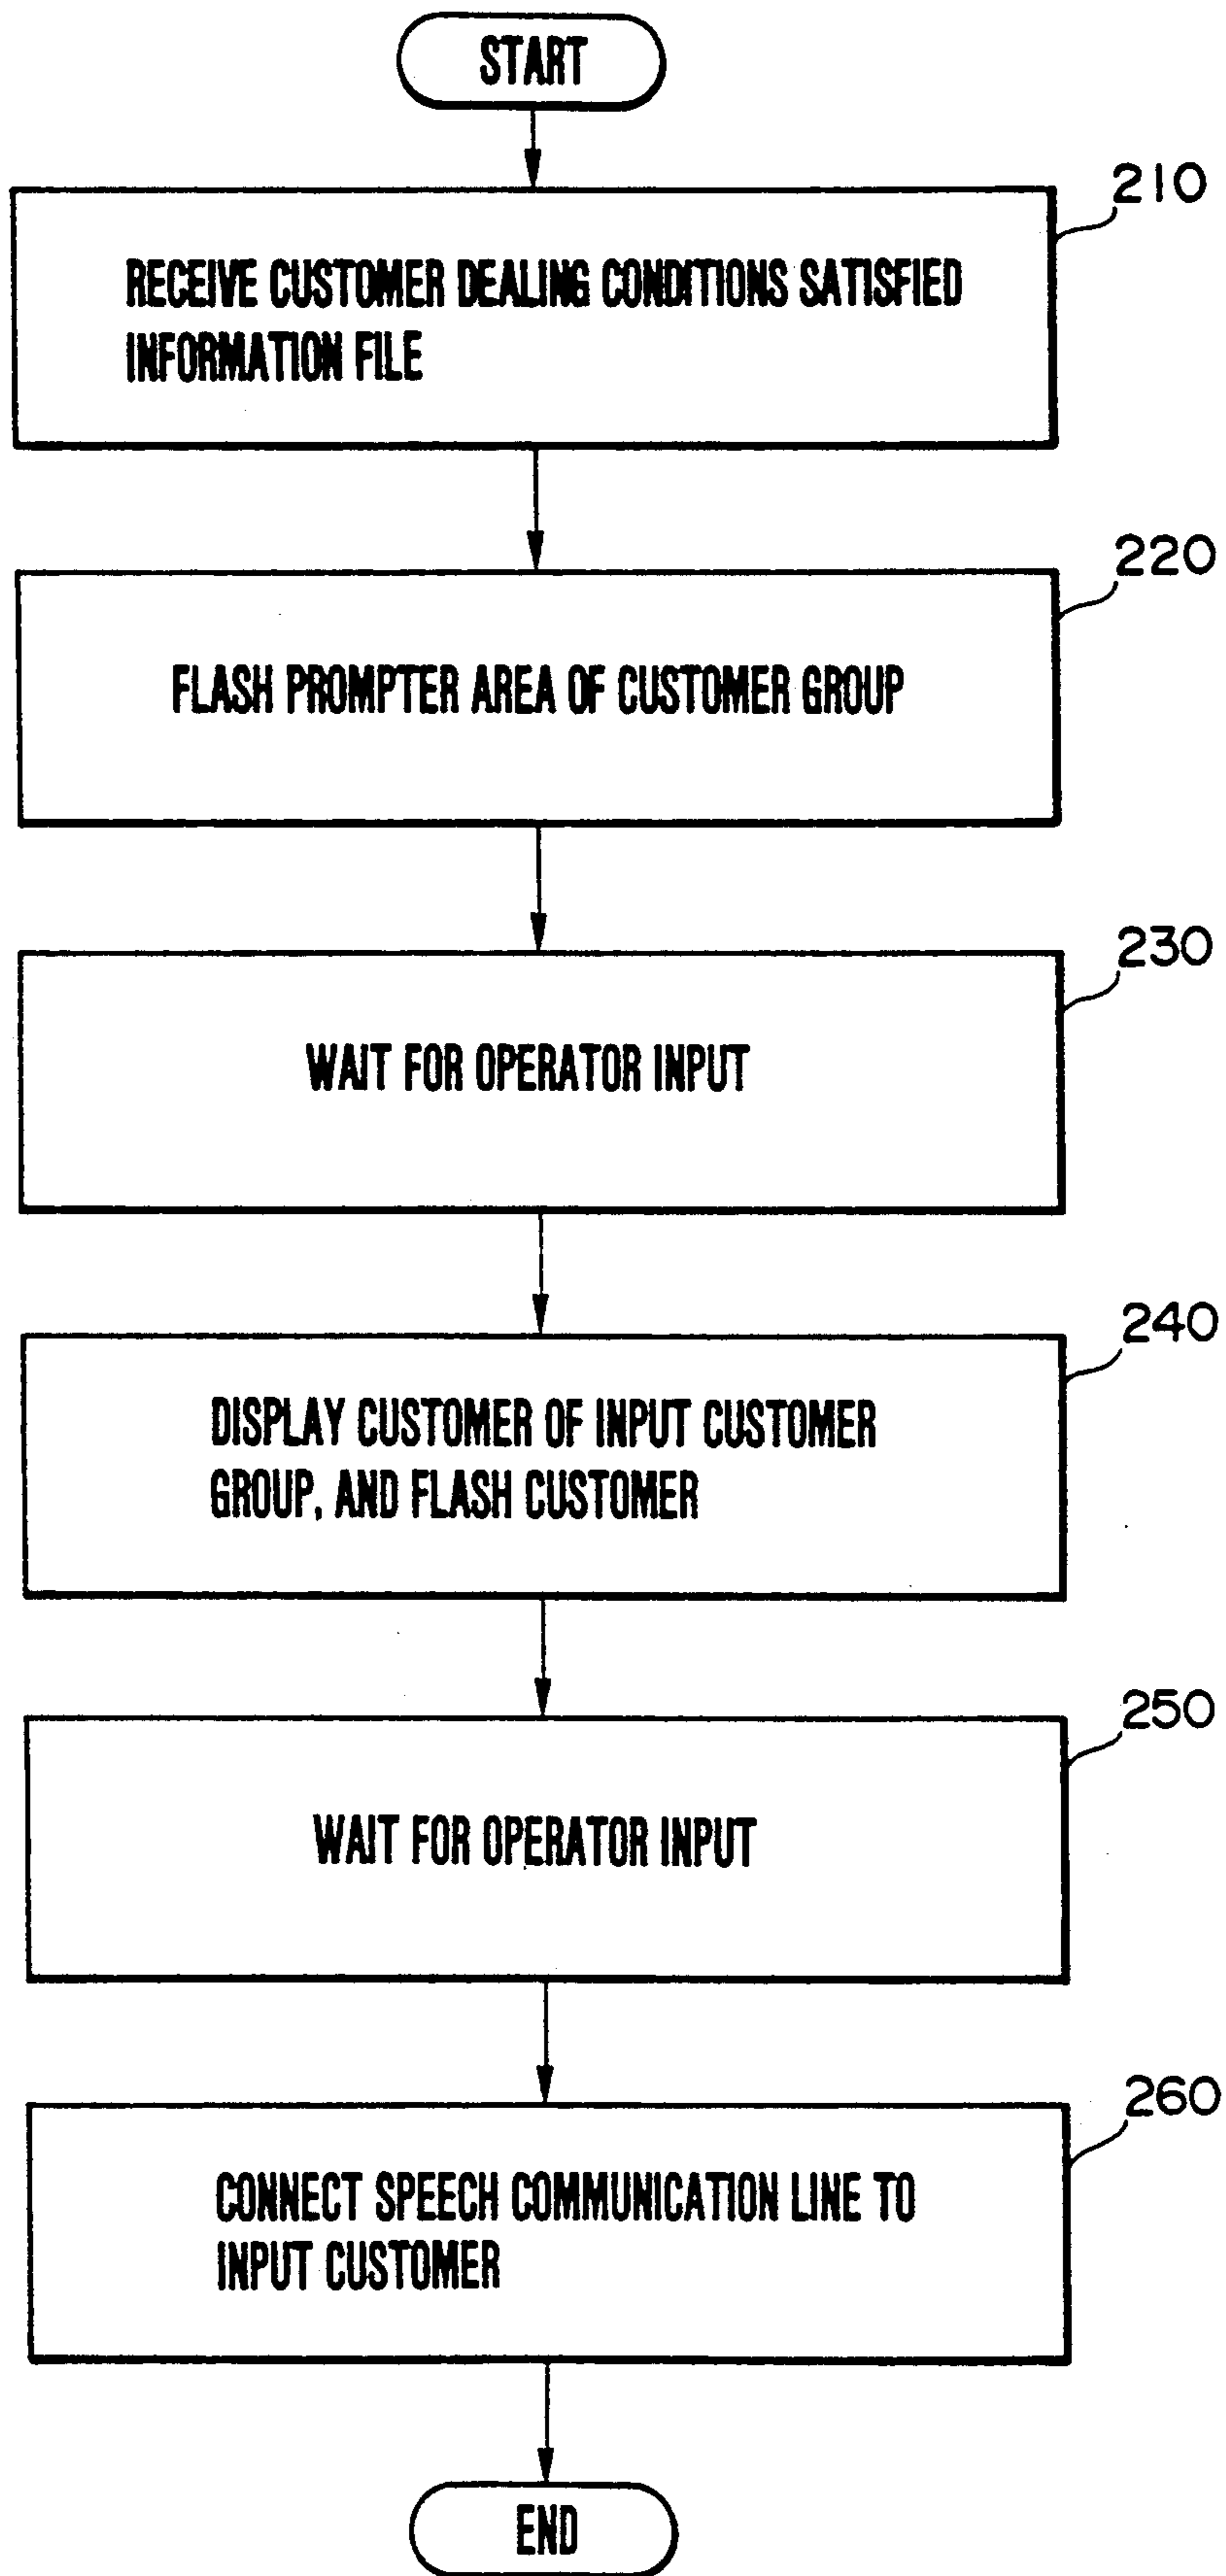 START
210
RECEIVE CUSTOMER DEALING CONDITIONS SATISFIED
INFORMATION FILE
220
FLASH PROMPTER AREA OF CUSTOMER GROUP
230
WAIT FOR OPERATOR INPUT
240
DISPLAY CUSTOMER OF INPUT CUSTOMER
GROUP, AND FLASH CUSTOMER
250
WAIT FOR OPERATOR INPUT
260
CONNECT SPEECH COMMUNICATION LINE TO
INPUT CUSTOMER
END